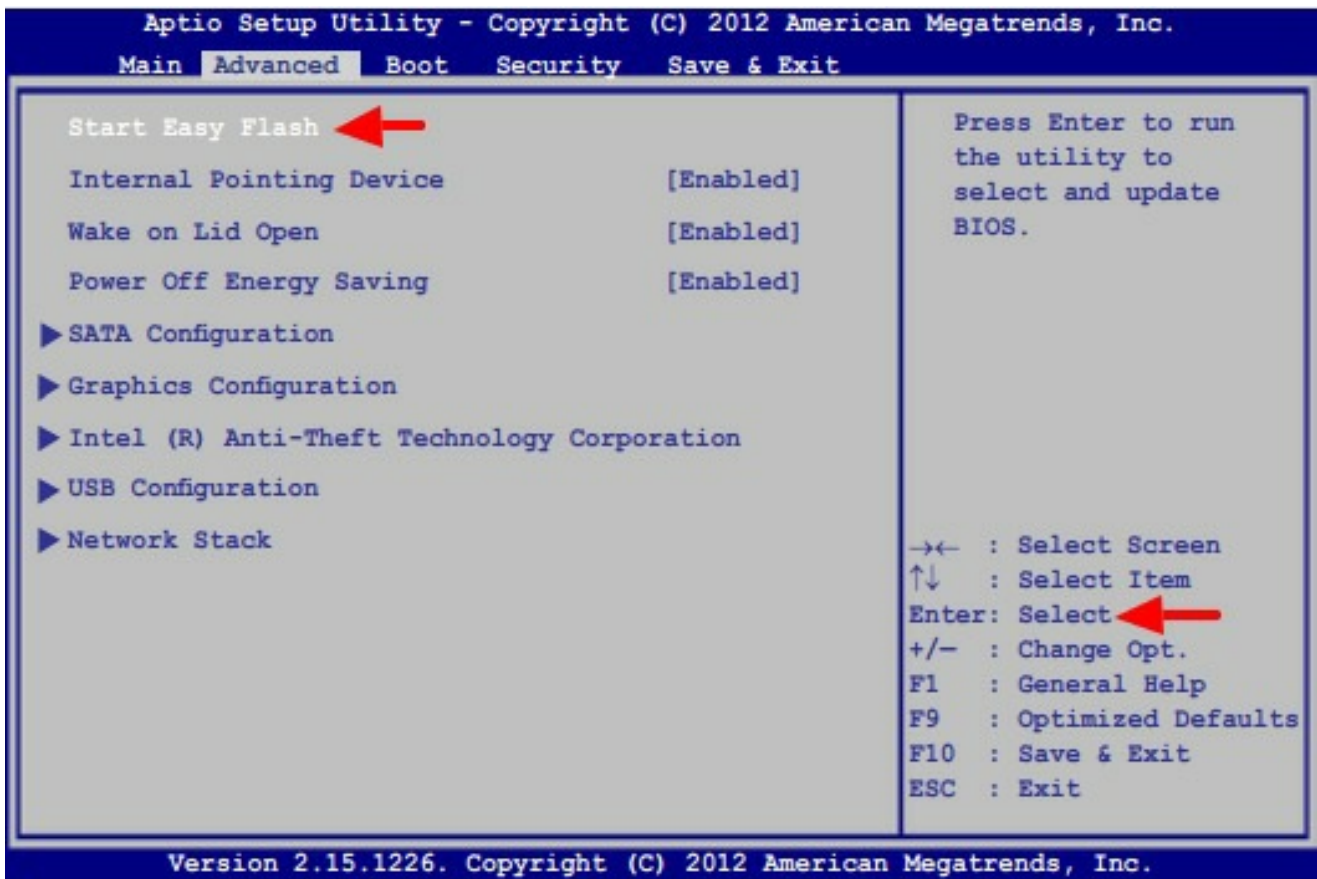 Aptio Setup Utility - Copyright (C) 2012 American Megatrends, Inc.
Main Advanced Boot Security Save & Exit
Start Easy Flash
Internal Pointing Device [Enabled]
Wake on Lid Open [Enabled]
Power Off Energy Saving [Enabled]
SATA Configuration
Graphics Configuration
Intel (R) Anti-Theft Technology Corporation
USB Configuration
Network Stack
Press Enter to run
the utility to
select and update
BIOS.
→← : Select Screen
↑↓ : Select Item
Enter: Select
+/− : Change Opt.
F1 : General Help
F9 : Optimized Defaults
F10 : Save & Exit
ESC : Exit
Version 2.15.1226. Copyright (C) 2012 American Megatrends, Inc.